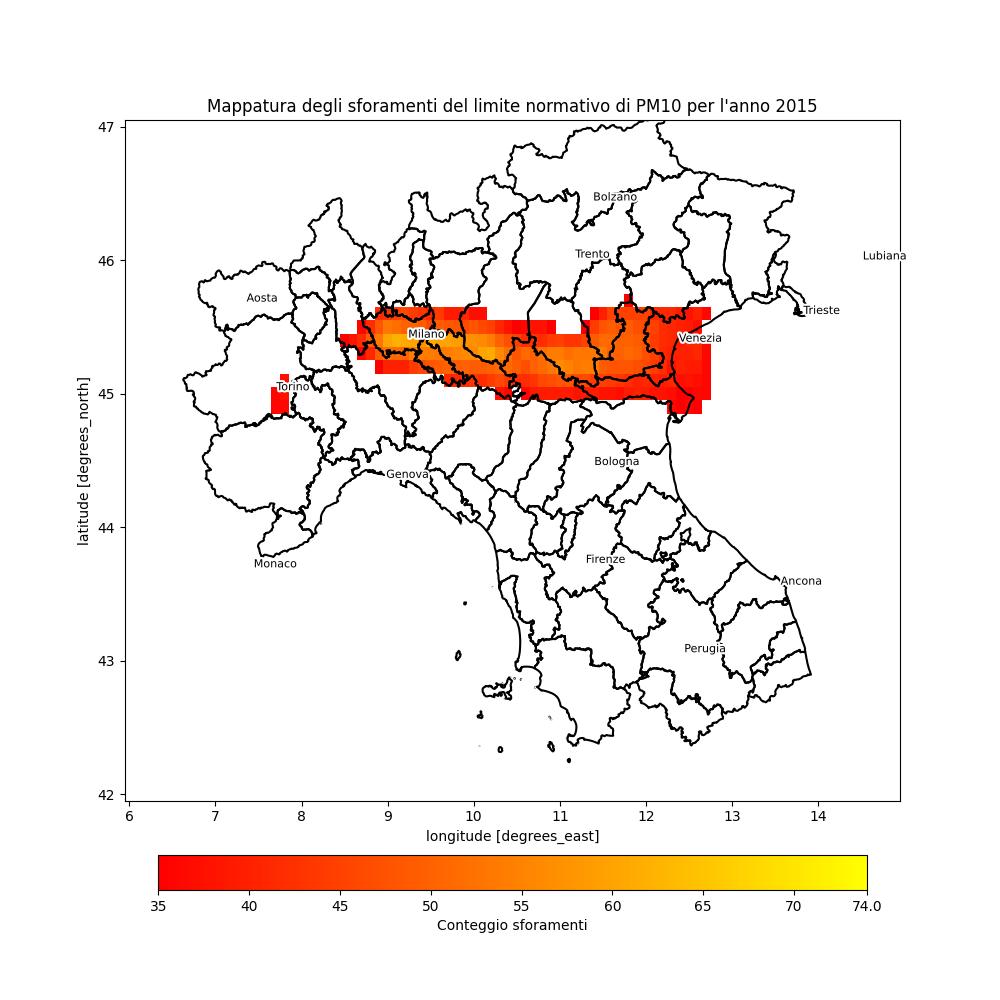 Mappatura degli sforamenti del limite normativo di PM10 per l'anno 2015
47
46
45
44
43
42
latitude [degrees_north]
Bolzano
Trento
Lubiana
Aosta
Trieste
Milano
Venezia
Torino
Bologna
Genova
Firenze
Monaco
Ancona
Perugia
6 7 8 9 10 11 12 13 14
longitude [degrees_east]
35 40 45 50 55 60 65 70 74.0
Conteggio sforamenti